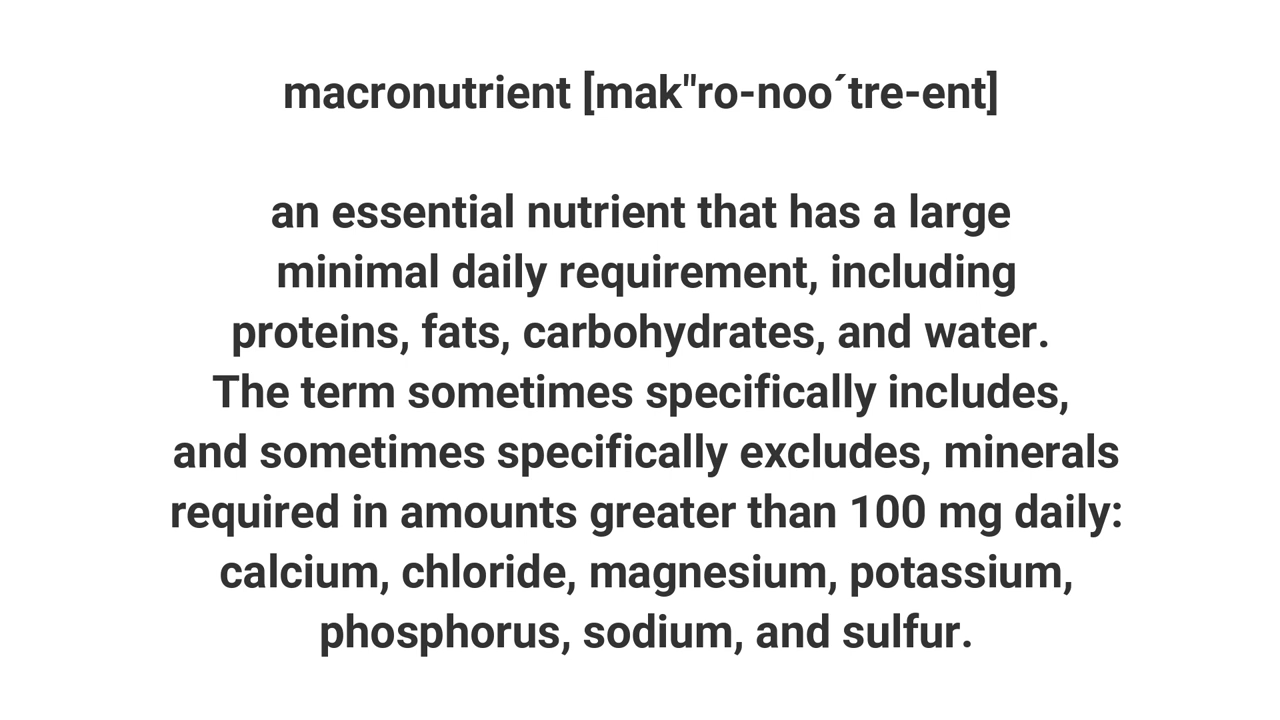 macronutrient [mak"ro-noo´tre-ent]
an essential nutrient that has a large
minimal daily requirement, including
proteins, fats, carbohydrates, and water.
The term sometimes specifically includes,
and sometimes specifically excludes, minerals
required in amounts greater than 100 mg daily:
calcium, chloride, magnesium, potassium,
phosphorus, sodium, and sulfur.